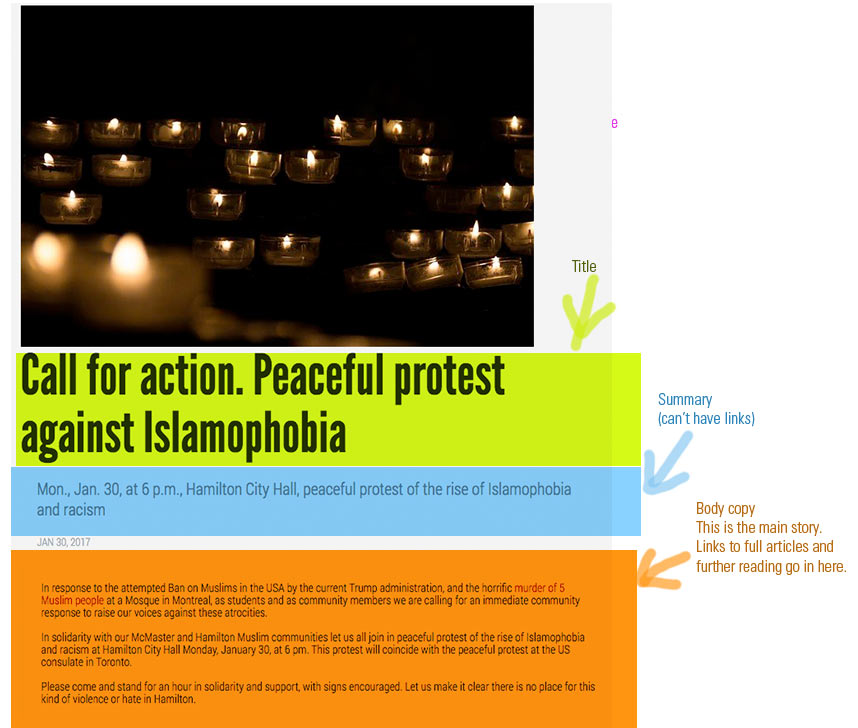 e
Title
Call for action. Peaceful protest
against Islamophobia
Summary
(can't have links)
Mon., Jan. 30, at 6 p.m., Hamilton City Hall, peaceful protest of the rise of Islamophobia
and racism
Body copy
This is the main story.
Links to full articles and
further reading go in here.
JAN 30, 2017
In response to the attempted Ban on Muslims in the USA by the current Trump administration, and the horrific murder of 5
Muslim people at a Mosque in Montreal, as students and as community members we are calling for an immediate community
response to raise our voices against these atrocities.
In solidarity with our McMaster and Hamilton Muslim communities let us all join in peaceful protest of the rise of Islamophobia
and racism at Hamilton City Hall Monday, January 30, at 6 pm. This protest will coincide with the peaceful protest at the US
consulate in Toronto.
Please come and stand for an hour in solidarity and support, with signs encouraged. Let us make it clear there is no place for this
kind of violence or hate in Hamilton.